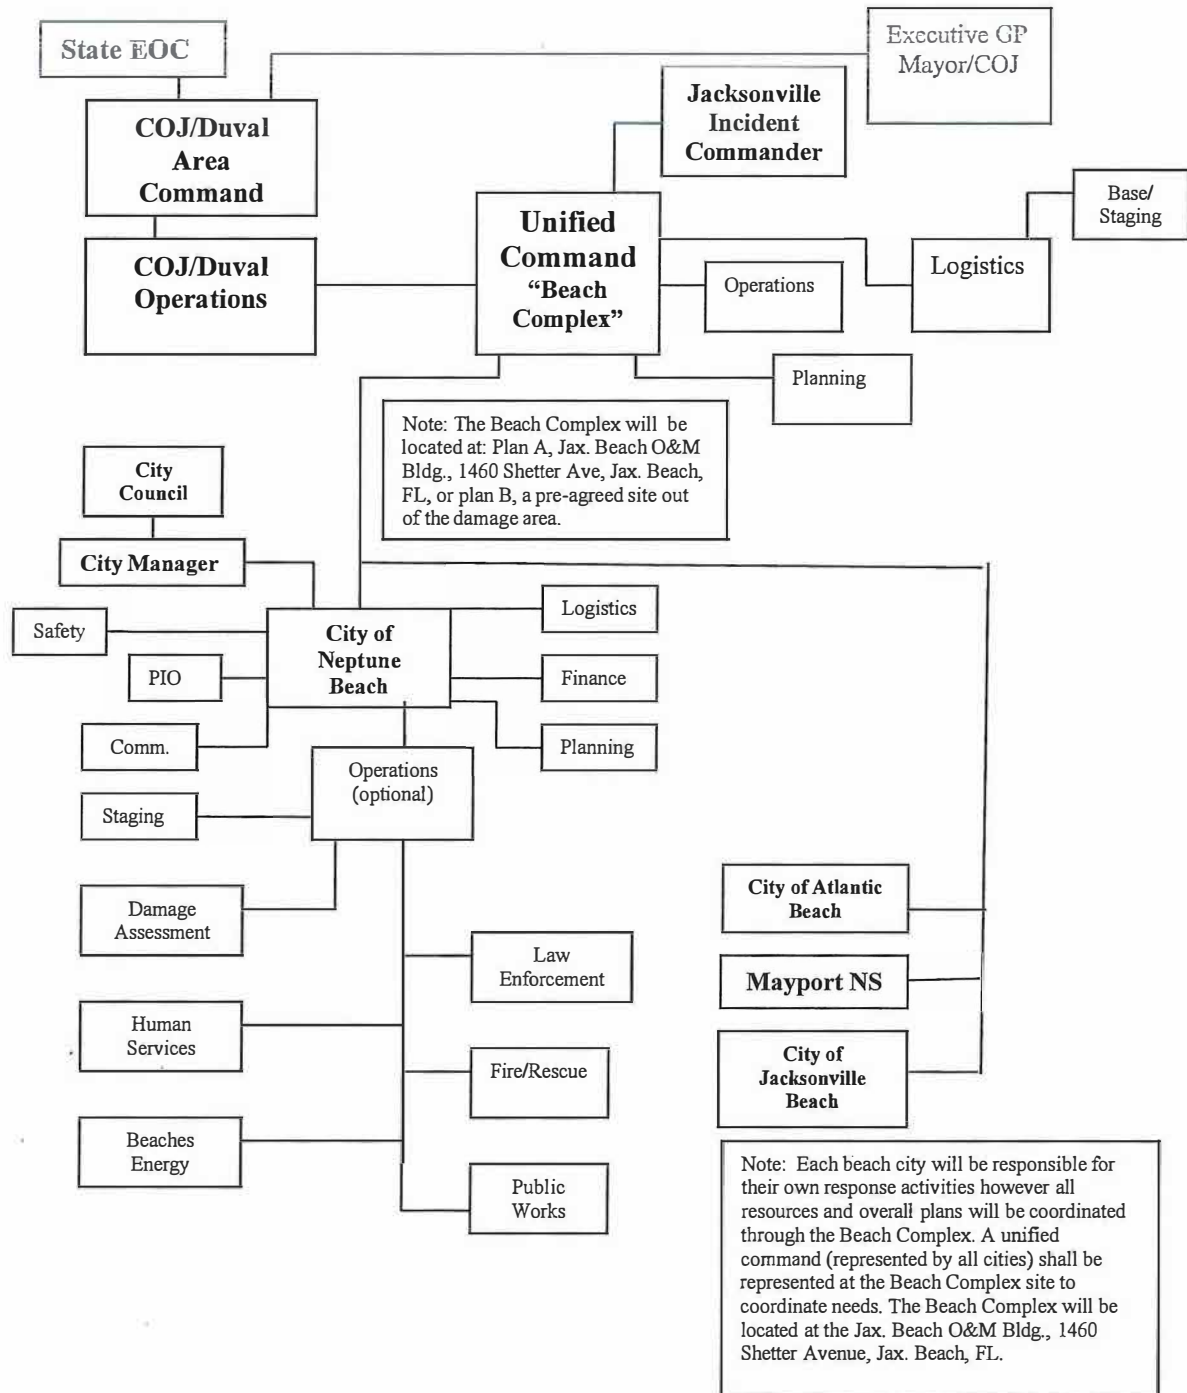 State EOC
Executive GP
Mayor/COJ
COJ/Duval
Area
Command
Jacksonville
Incident
Commander
Base/
Staging
Unified
Command
“Beach
Complex”
COJ/Duval
Operations
Operations
Logistics
Planning
Note: The Beach Complex will be
located at: Plan A, Jax. Beach O&M
Bldg., 1460 Shetter Ave, Jax. Beach,
FL, or plan B, a pre-agreed site out
of the damage area.
City
Council
City Manager
Safety
PIO
Comm.
City of
Neptune
Beach
Logistics
Finance
Planning
Operations
(optional)
Staging
Damage
Assessment
Law
Enforcement
Human
Services
Fire/Rescue
Beaches
Energy
Public
Works
City of Atlantic
Beach
Mayport NS
City of
Jacksonville
Beach
Note: Each beach city will be responsible for
their own response activities however all
resources and overall plans will be coordinated
through the Beach Complex. A unified
command (represented by all cities) shall be
represented at the Beach Complex site to
coordinate needs. The Beach Complex will be
located at the Jax. Beach O&M Bldg., 1460
Shetter Avenue, Jax. Beach, FL.